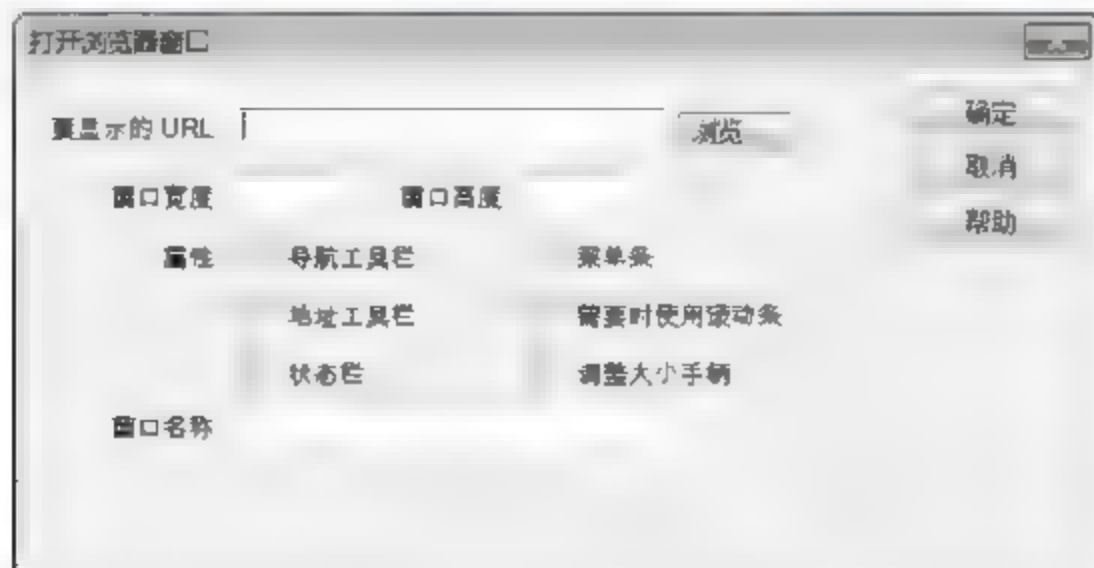 打开浏览器窗口
要显示的 URL 浏览 确定
取消
窗口宽度 窗口高度 帮助
属性 导航工具栏 菜单条
地址工具栏 需要时使用滚动条
状态栏 调整大小手柄
窗口名称